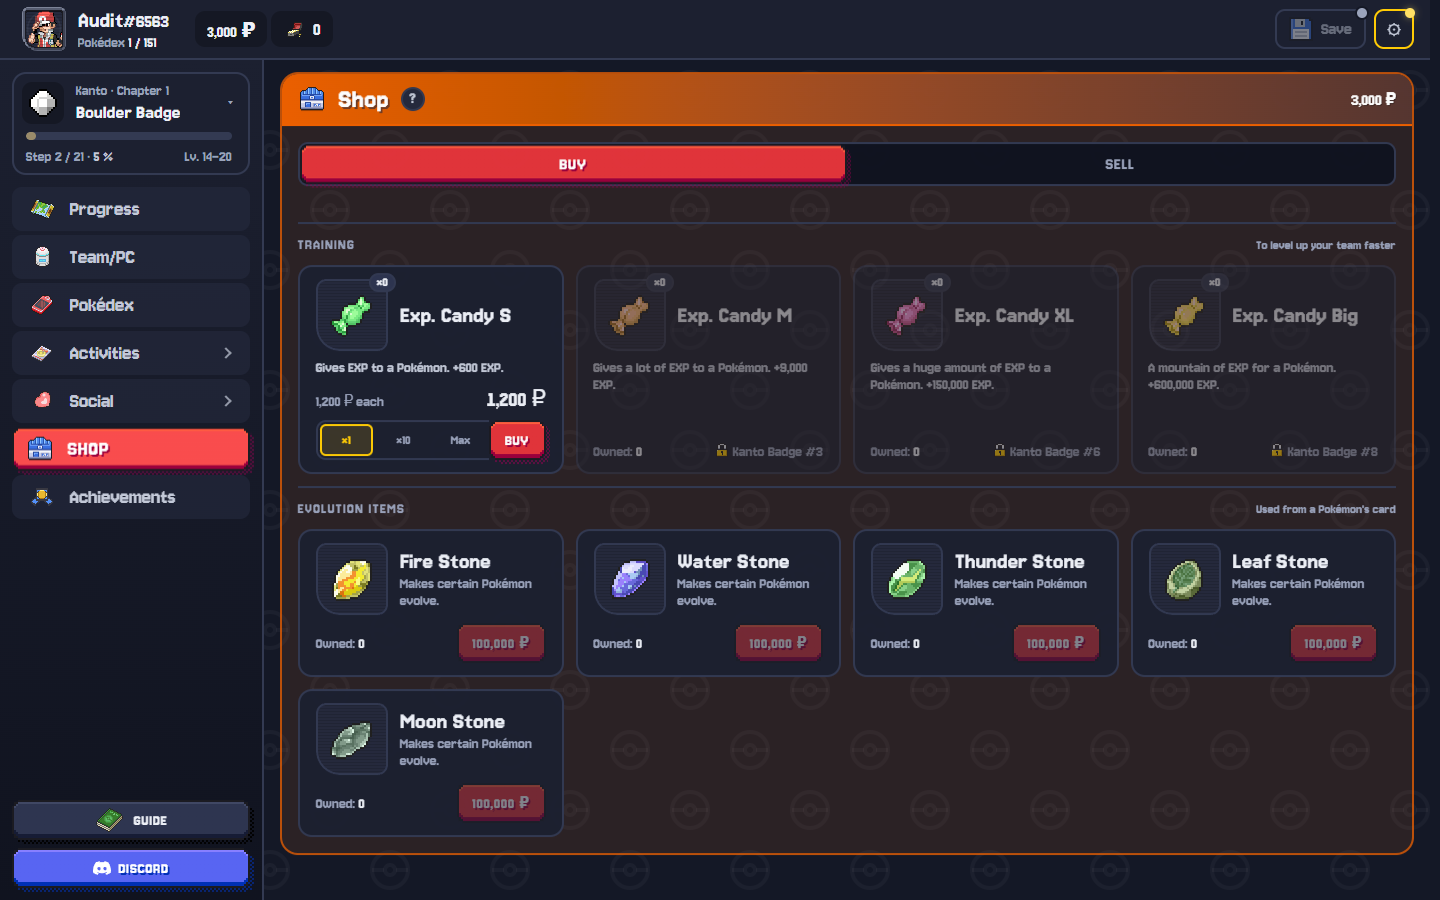 Audit#6563
Pokédex 1 / 151
3,000 ₽
0
Save
Kanto · Chapter 1
Boulder Badge
Step 2 / 21 · 5 %
Lv. 14–20
Progress
Team/PC
Pokédex
Activities
Social
SHOP
Achievements
GUIDE
DISCORD
Shop
?
3,000 ₽
BUY
SELL
TRAINING
To level up your team faster
×0
Exp. Candy S
Gives EXP to a Pokémon. +600 EXP.
1,200 ₽ each
1,200 ₽
×1
×10
Max
BUY
×0
Exp. Candy M
Gives a lot of EXP to a Pokémon. +9,000
EXP.
Owned: 0
Kanto Badge #3
×0
Exp. Candy XL
Gives a huge amount of EXP to a
Pokémon. +150,000 EXP.
Owned: 0
Kanto Badge #6
×0
Exp. Candy Big
A mountain of EXP for a Pokémon.
+600,000 EXP.
Owned: 0
Kanto Badge #8
EVOLUTION ITEMS
Used from a Pokémon's card
Fire Stone
Makes certain Pokémon
evolve.
Owned: 0
100,000 ₽
Water Stone
Makes certain Pokémon
evolve.
Owned: 0
100,000 ₽
Thunder Stone
Makes certain Pokémon
evolve.
Owned: 0
100,000 ₽
Leaf Stone
Makes certain Pokémon
evolve.
Owned: 0
100,000 ₽
Moon Stone
Makes certain Pokémon
evolve.
Owned: 0
100,000 ₽